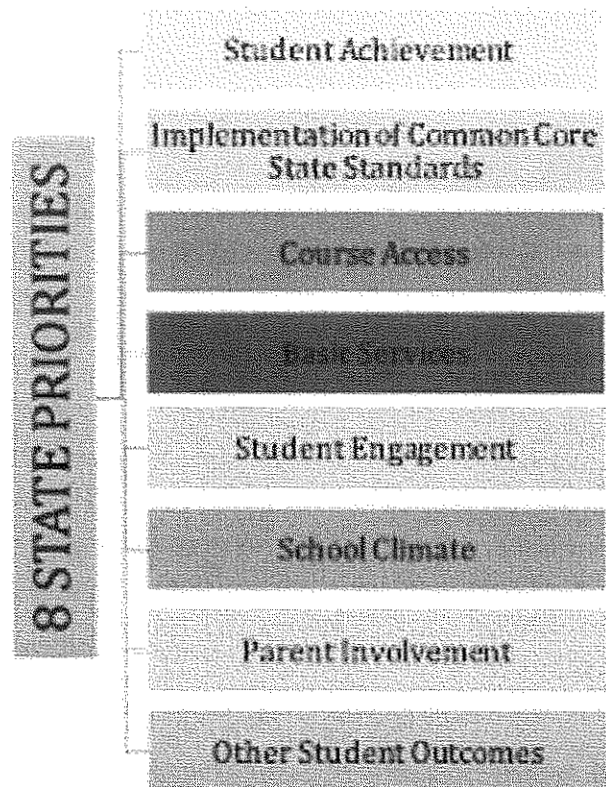 8 STATE PRIORITIES
Student Achievement
Implementation of Common Core
State Standards
Course Access
Basic Services
Student Engagement
School Climate
Parent Involvement
Other Student Outcomes